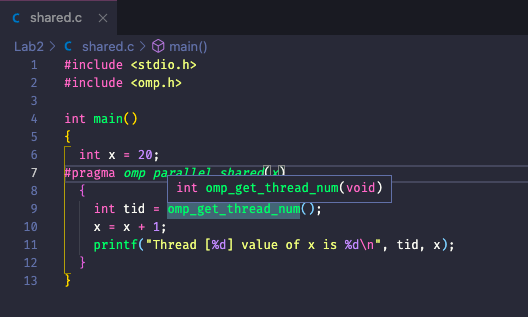 C shared.c ×
Lab2 > C shared.c > main()
1 #include <stdio.h>
2 #include <omp.h>
3
4 int main()
5 {
6 int x = 20;
7 #pragma omp parallel shared(x)
int omp_get_thread_num(void)
8 {
9 int tid = omp_get_thread_num();
10 x = x + 1;
11 printf("Thread [%d] value of x is %d\n", tid, x);
12 }
13 }